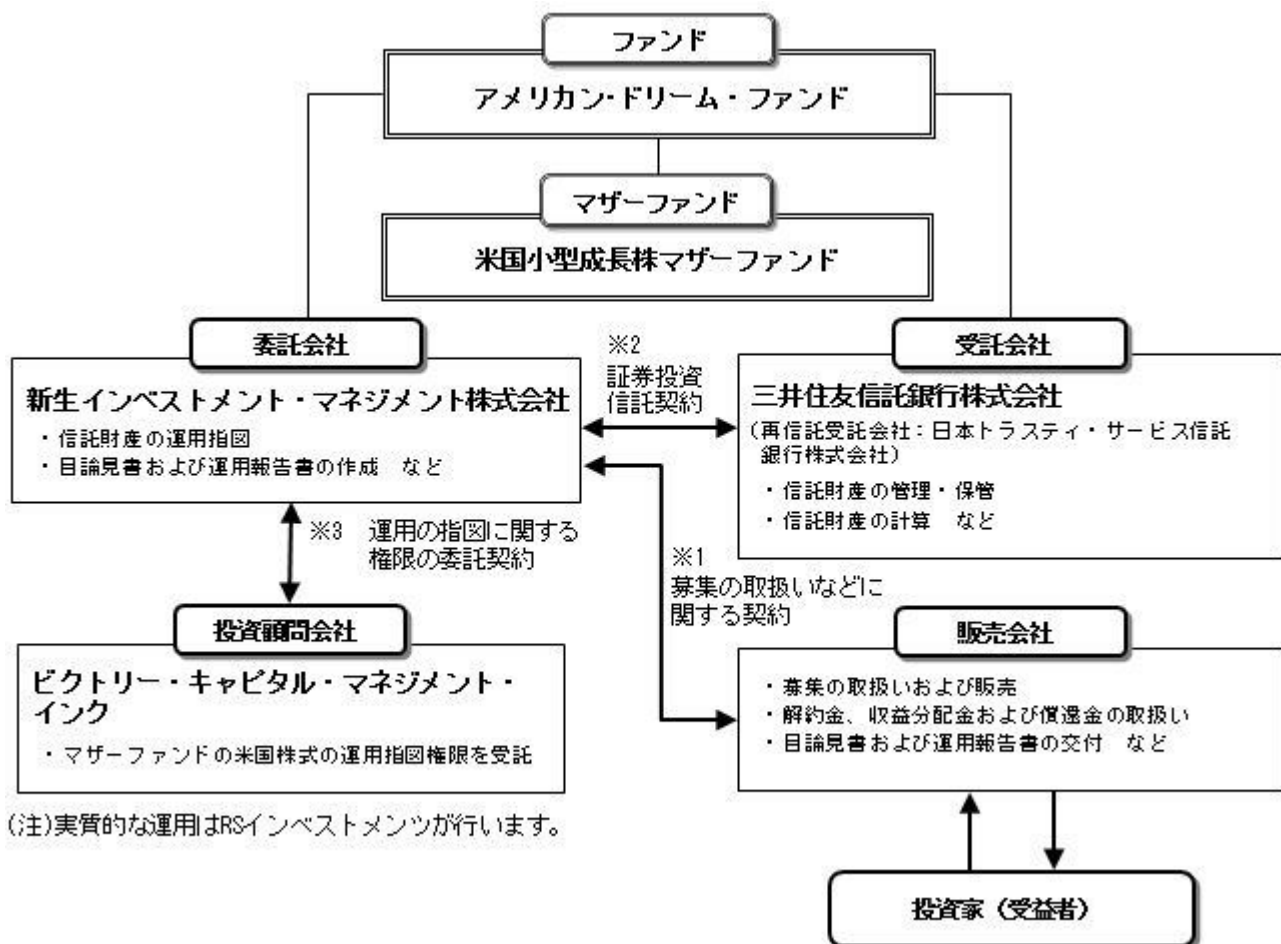 ファンド
アメリカン・ドリーム・ファンド
マザーファンド
米国小型成長株マザーファンド
委託会社
新生インベストメント・マネジメント株式会社
・信託財産の運用指図
・目論見書および運用報告書の作成 など
※2
証券投資
信託契約
受託会社
三井住友信託銀行株式会社
(再信託受託会社:日本トラスティ・サービス信託
銀行株式会社)
・信託財産の管理・保管
・信託財産の計算 など
※3 運用の指図に関する
権限の委託契約
※1
募集の取扱いなどに
関する契約
投資顧問会社
ビクトリー・キャピタル・マネジメント・
インク
・マザーファンドの米国株式の運用指図権限を受託
販売会社
・募集の取扱いおよび販売
・解約金、収益分配金および償還金の取扱い
・目論見書および運用報告書の交付 など
(注)実質的な運用はRSインベストメンツが行います。
投資家(受益者)